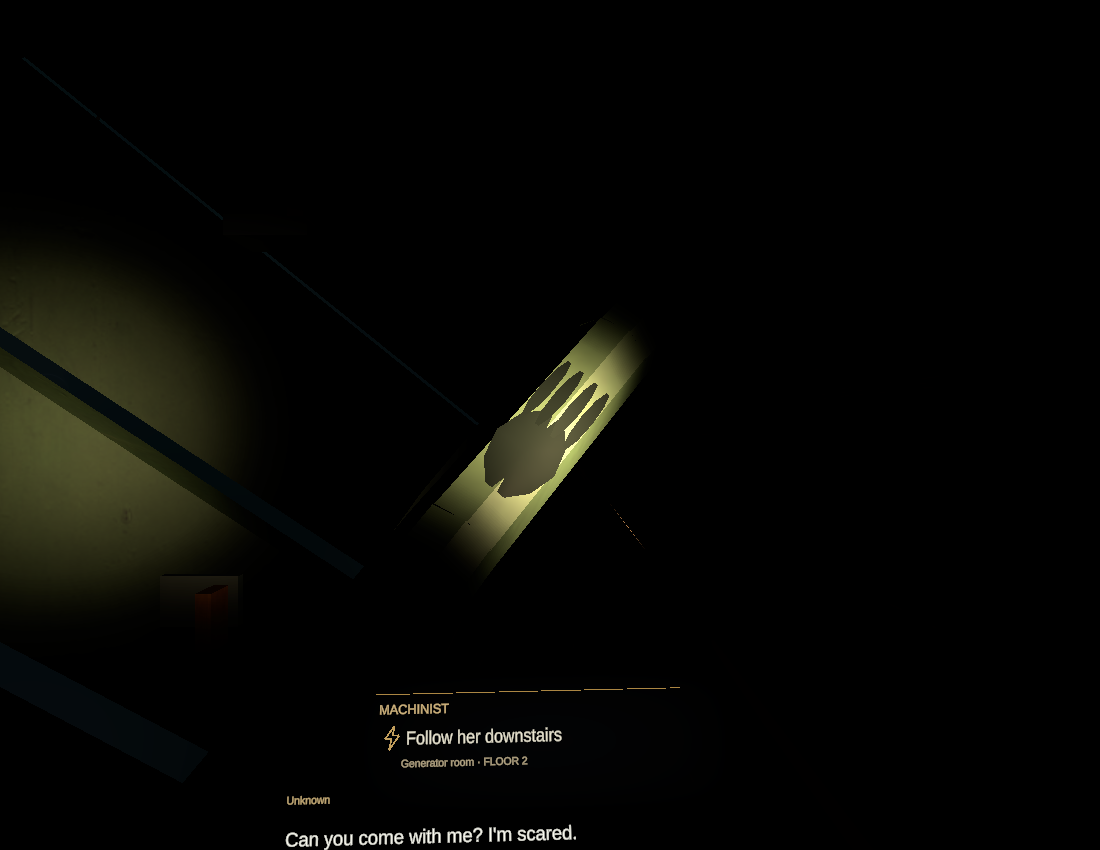 MACHINIST
Follow her downstairs
Generator room · FLOOR 2
Unknown
Can you come with me? I'm scared.